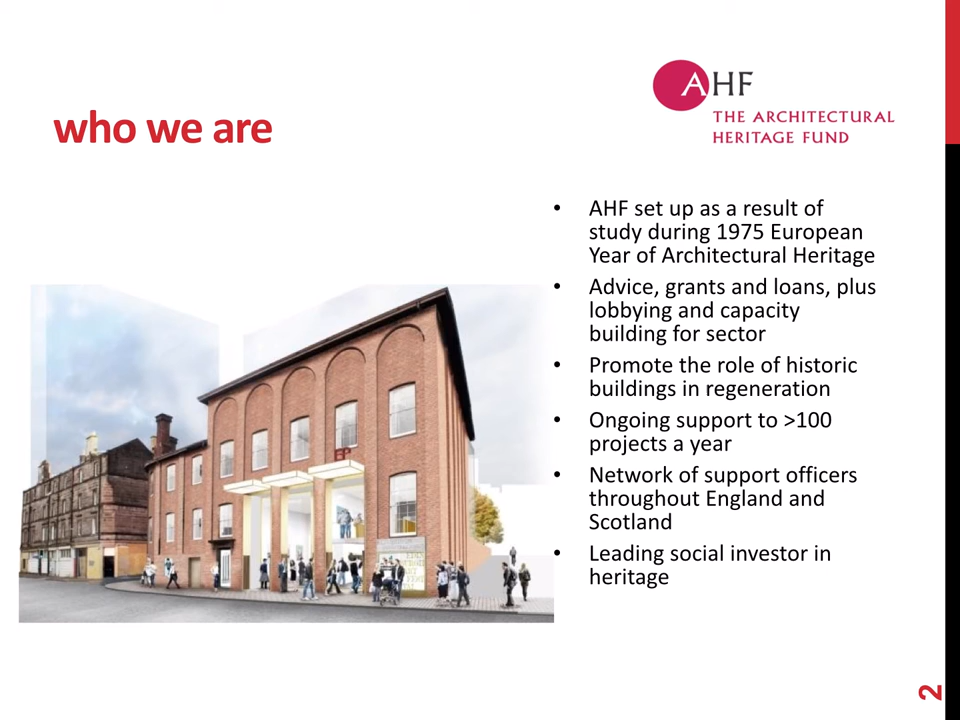 who we are
AHF
THE ARCHITECTURAL
HERITAGE FUND
• AHF set up as a result of
study during 1975 European
Year of Architectural Heritage
• Advice, grants and loans, plus
lobbying and capacity
building for sector
• Promote the role of historic
buildings in regeneration
• Ongoing support to >100
projects a year
• Network of support officers
throughout England and
Scotland
• Leading social investor in
heritage
EP
2